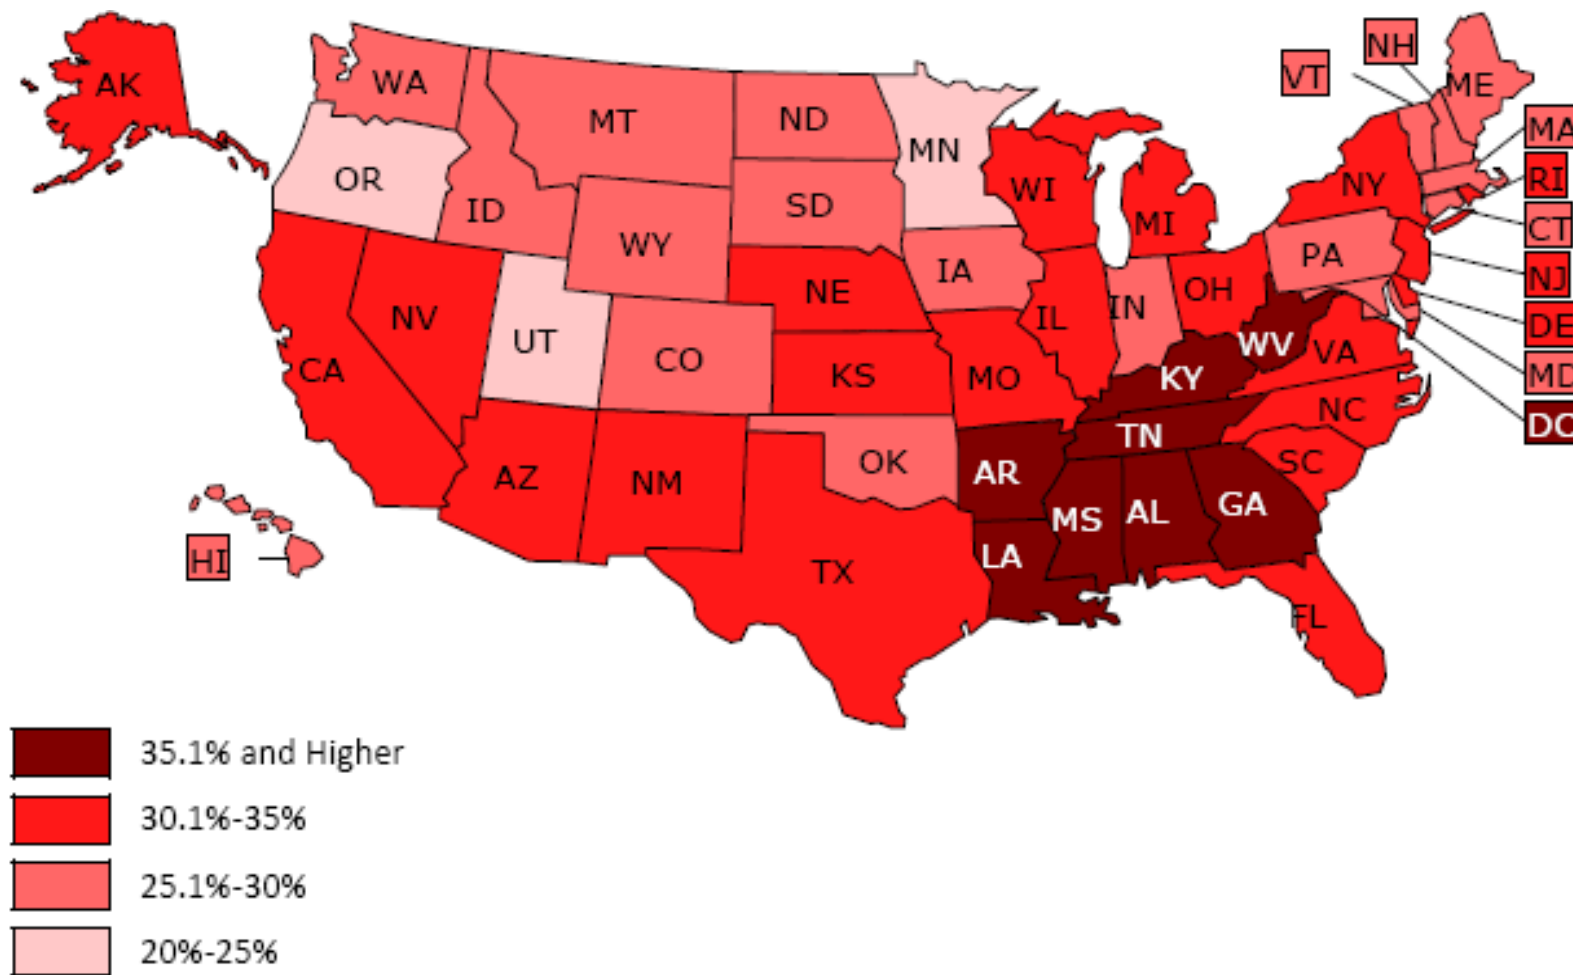 AK
WA
MT
ND
MN
VT
NH
ME
MA
OR
ID
WY
SD
WI
MI
NY
RI
CT
NJ
DE
MD
DC
CA
NV
UT
CO
NE
IA
IL
IN
OH
PA
WV
VA
KS
MO
KY
NC
TN
SC
AZ
NM
OK
AR
MS
AL
GA
LA
TX
FL
HI
35.1% and Higher
30.1%-35%
25.1%-30%
20%-25%